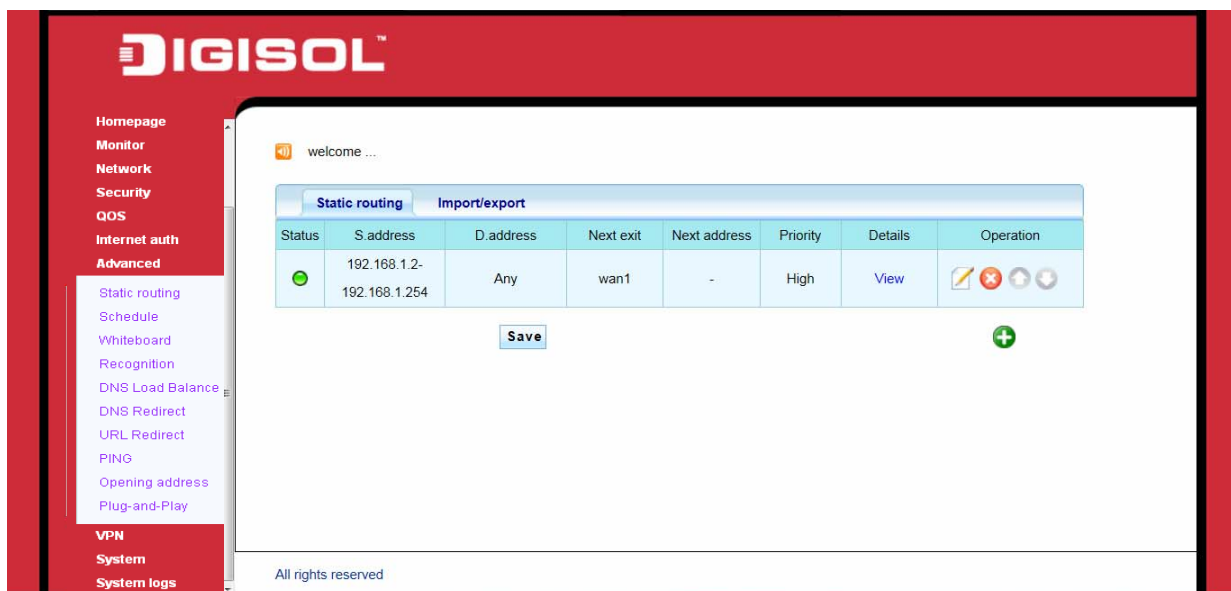 DIGISOL™
Homepage
Monitor
Network
Security
QOS
Internet auth
Advanced
Static routing
Schedule
Whiteboard
Recognition
DNS Load Balance
DNS Redirect
URL Redirect
PING
Opening address
Plug-and-Play
VPN
System
System logs
welcome ...
Static routing Import/export
Status S.address D.address Next exit Next address Priority Details Operation
192.168.1.2-
192.168.1.254 Any wan1 - High View
Save
All rights reserved